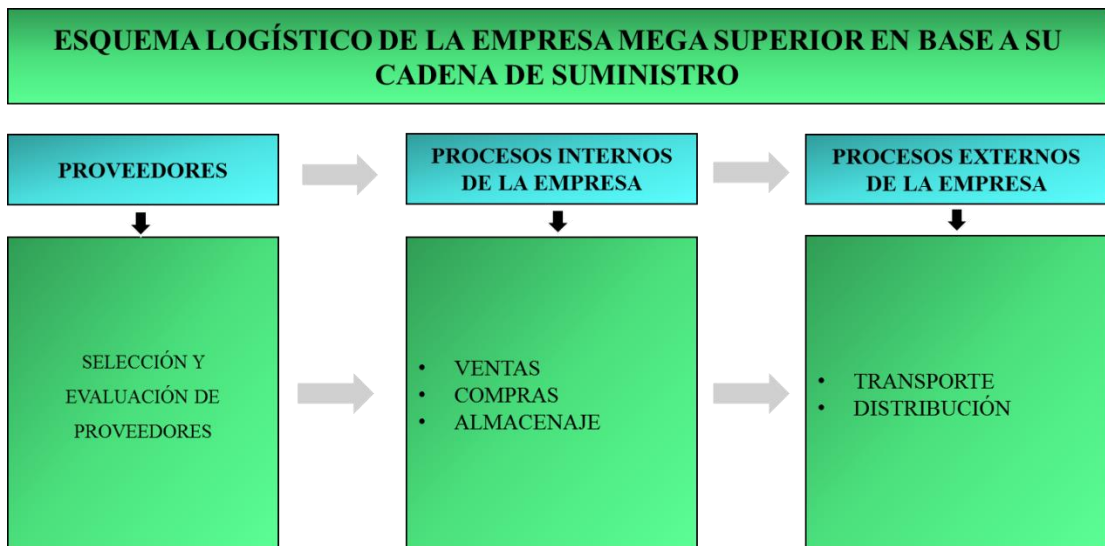 ESQUEMA LOGÍSTICO DE LA EMPRESA MEGA SUPERIOR EN BASE A SU
CADENA DE SUMINISTRO
PROVEEDORES
PROCESOS INTERNOS
DE LA EMPRESA
PROCESOS EXTERNOS
DE LA EMPRESA
SELECCIÓN Y
EVALUACIÓN DE
PROVEEDORES
• VENTAS
• COMPRAS
• ALMACENAJE
• TRANSPORTE
• DISTRIBUCIÓN